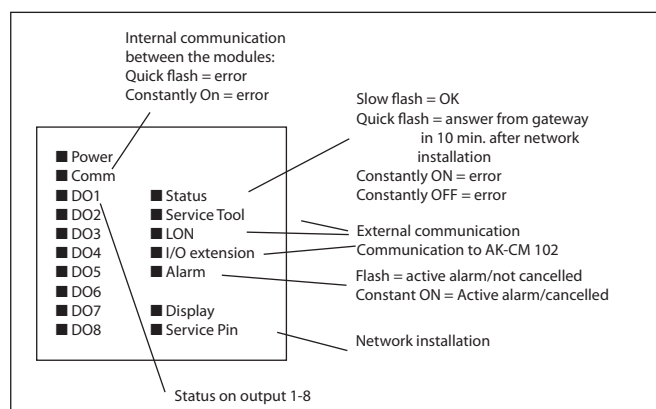 Internal communication
between the modules:
Quick flash = error
Constantly On = error
Slow flash = OK
Quick flash = answer from gateway
in 10 min. after network
installation
Constantly ON = error
Constantly OFF = error
External communication
Communication to AK-CM 102
Flash = active alarm/not cancelled
Constant ON = Active alarm/cancelled
Network installation
■ Power
■ Comm
■ DO1
■ DO2
■ DO3
■ DO4
■ DO5
■ DO6
■ DO7
■ DO8
■ Status
■ Service Tool
■ LON
■ I/O extension
■ Alarm
■ Display
■ Service Pin
Status on output 1-8